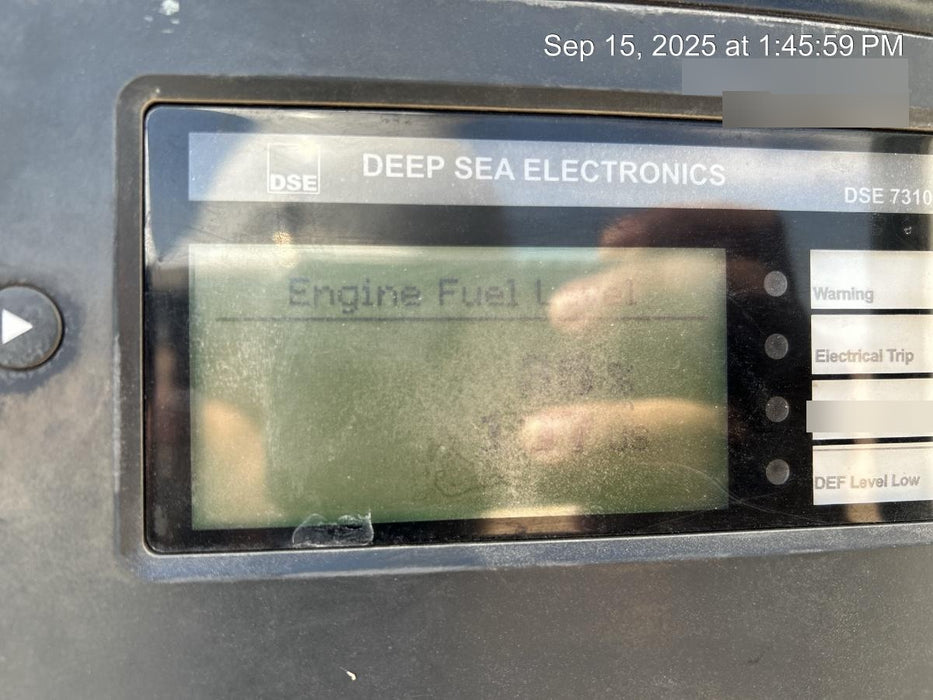 Sep 15, 2025 at 1:45:59 PM
DSE
DEEP SEA ELECTRONICS
DSE 7310
Engine Fuel Level
Warning
Electrical Trip
DEF Level Low